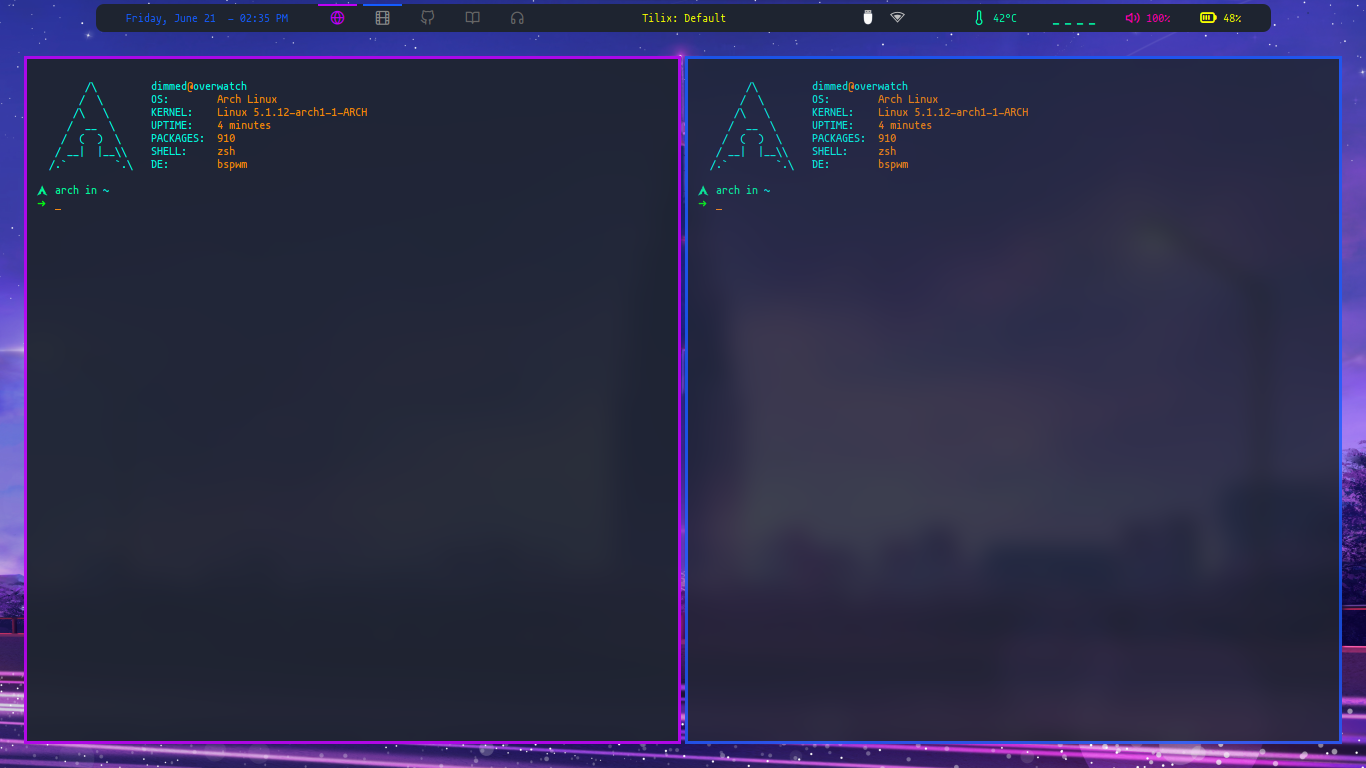 Friday, June 21 – 02:35 PM
Tilix: Default
42°C
100%
48%
dimmed@overwatch
OS: Arch Linux
KERNEL: Linux 5.1.12-arch1-1-ARCH
UPTIME: 4 minutes
PACKAGES: 910
SHELL: zsh
DE: bspwm
arch in ~
→ _
dimmed@overwatch
OS: Arch Linux
KERNEL: Linux 5.1.12-arch1-1-ARCH
UPTIME: 4 minutes
PACKAGES: 910
SHELL: zsh
DE: bspwm
arch in ~
→ _